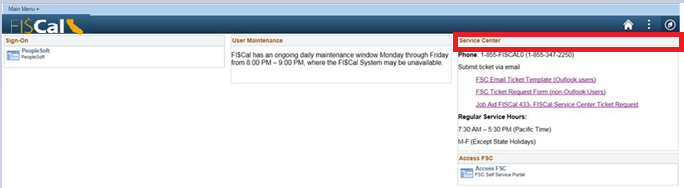 Main Menu
FI$Cal
Sign-On
PeopleSoft
PeopleSoft
User Maintenance
FI$Cal has an ongoing daily maintenance window Monday through Friday
from 8:00 PM – 9:00 PM, where the FI$Cal System may be unavailable.
Service Center
Phone: 1-855-FISCAL0 (1-855-347-2250)
Submit ticket via email
FSC Email Ticket Template (Outlook users)
FSC Ticket Request Form (non-Outlook Users)
Job Aid FISCal 433- FISCal Service Center Ticket Request
Regular Service Hours:
7:30 AM – 5:30 PM (Pacific Time)
M-F (Except State Holidays)
Access FSC
Access FSC
FSC Self Service Portal